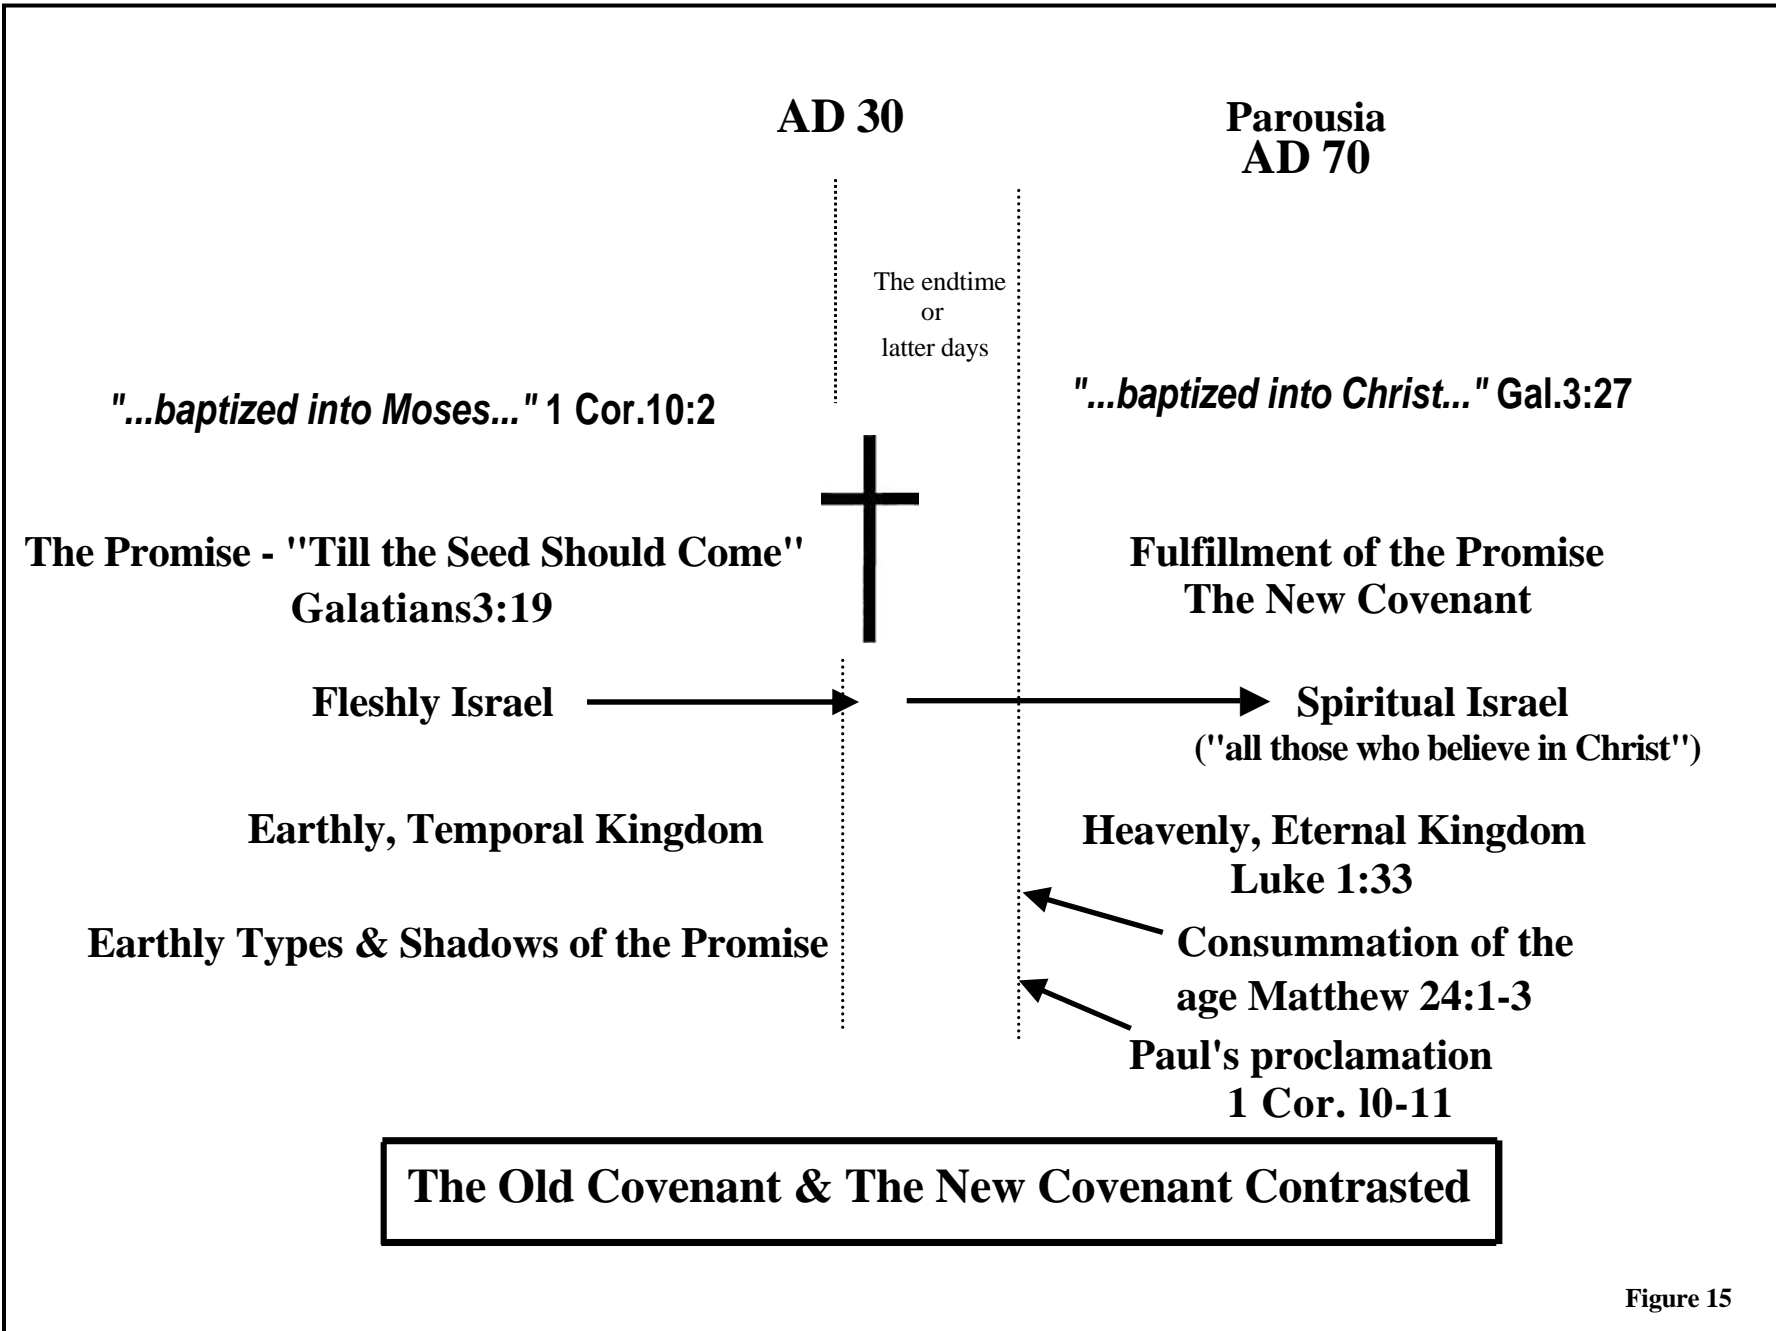 AD 30
Parousia
AD 70
The endtime
or
latter days
"...baptized into Moses..." 1 Cor.10:2
"...baptized into Christ..." Gal.3:27
The Promise - "Till the Seed Should Come"
Galatians3:19
Fulfillment of the Promise
The New Covenant
Fleshly Israel
Spiritual Israel
("all those who believe in Christ")
Earthly, Temporal Kingdom
Heavenly, Eternal Kingdom
Luke 1:33
Earthly Types & Shadows of the Promise
Consummation of the
age Matthew 24:1-3
Paul's proclamation
1 Cor. l0-11
The Old Covenant & The New Covenant Contrasted
Figure 15